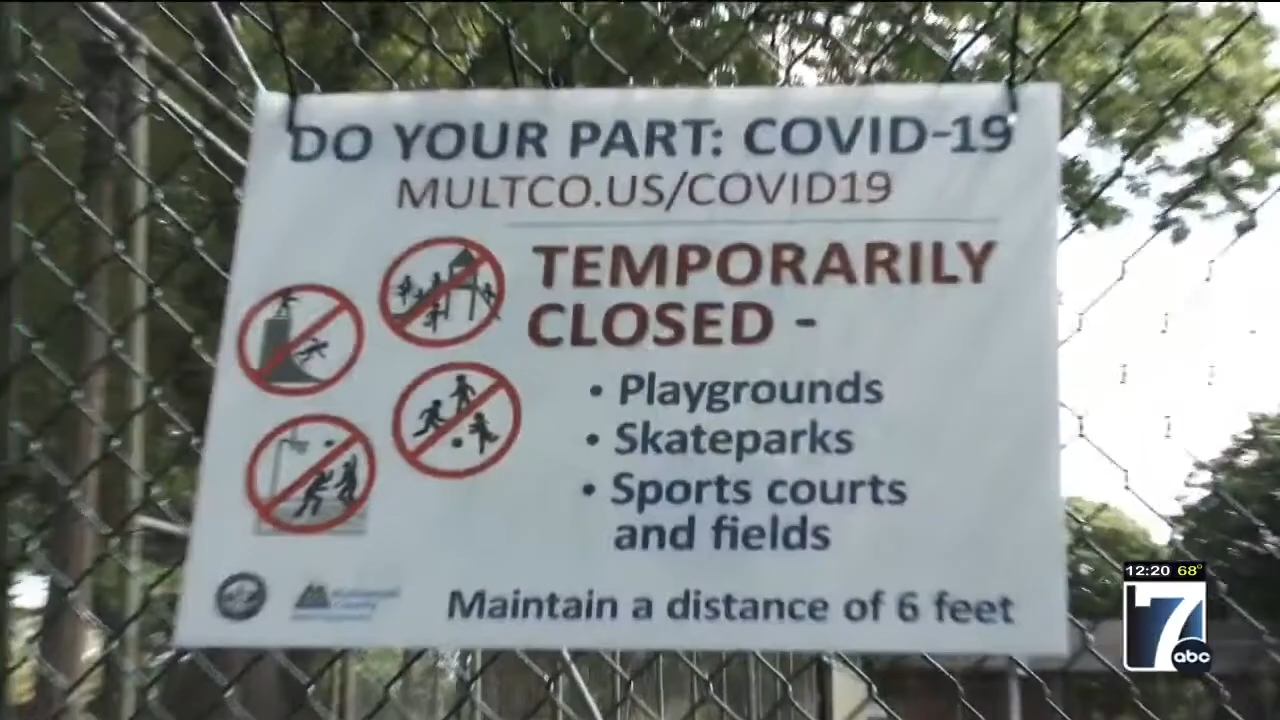 DO YOUR PART: COVID-19
MULTCO.US/COVID19
TEMPORARILY
CLOSED -
• Playgrounds
• Skateparks
• Sports courts
and fields
Maintain a distance of 6 feet
12:20 68°
7
abc